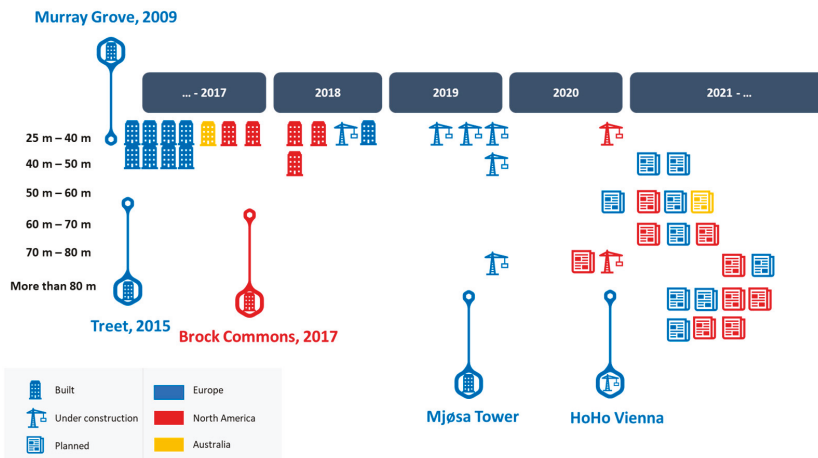 Murray Grove, 2009
... - 2017
2018
2019
2020
2021 - ...
25 m – 40 m
40 m – 50 m
50 m – 60 m
60 m – 70 m
70 m – 80 m
More than 80 m
Treet, 2015
Brock Commons, 2017
Mjøsa Tower
HoHo Vienna
Built
Europe
Under construction
North America
Planned
Australia